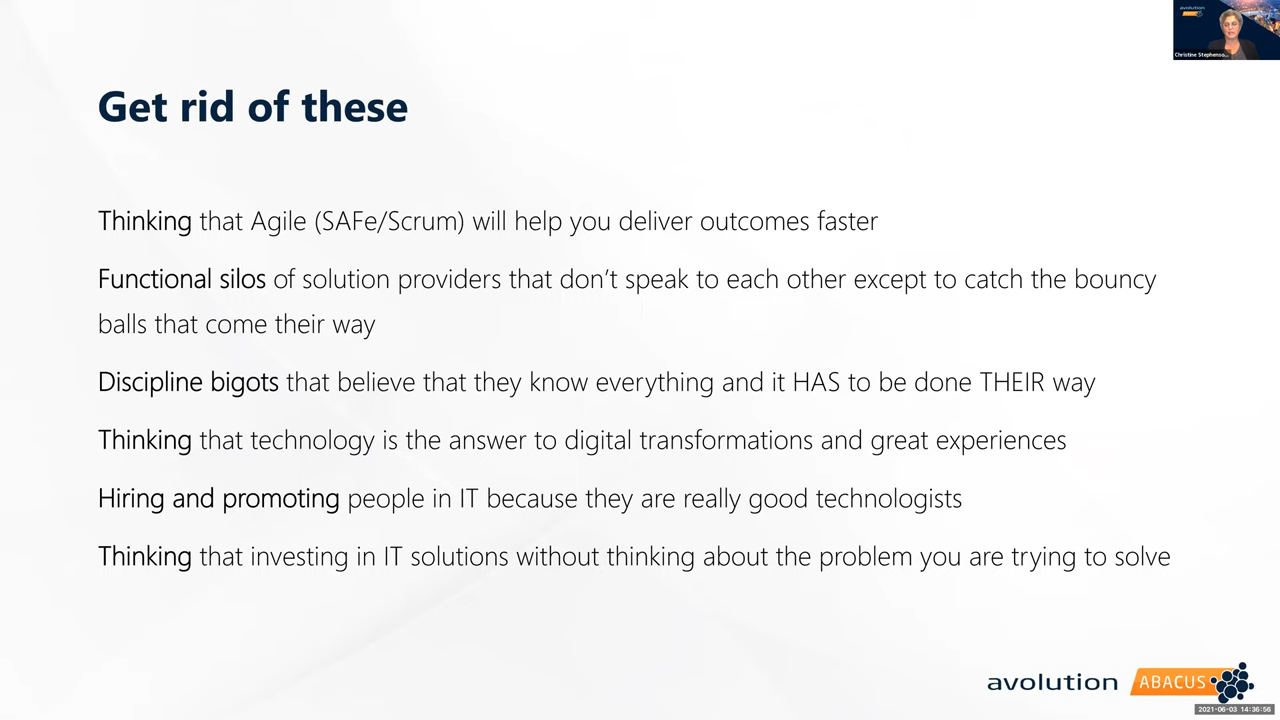 avolution
Christine Stephenso...
Get rid of these
Thinking that Agile (SAFe/Scrum) will help you deliver outcomes faster
Functional silos of solution providers that don’t speak to each other except to catch the bouncy
balls that come their way
Discipline bigots that believe that they know everything and it HAS to be done THEIR way
Thinking that technology is the answer to digital transformations and great experiences
Hiring and promoting people in IT because they are really good technologists
Thinking that investing in IT solutions without thinking about the problem you are trying to solve
avolution ABACUS
2021-06-03 14:36:56